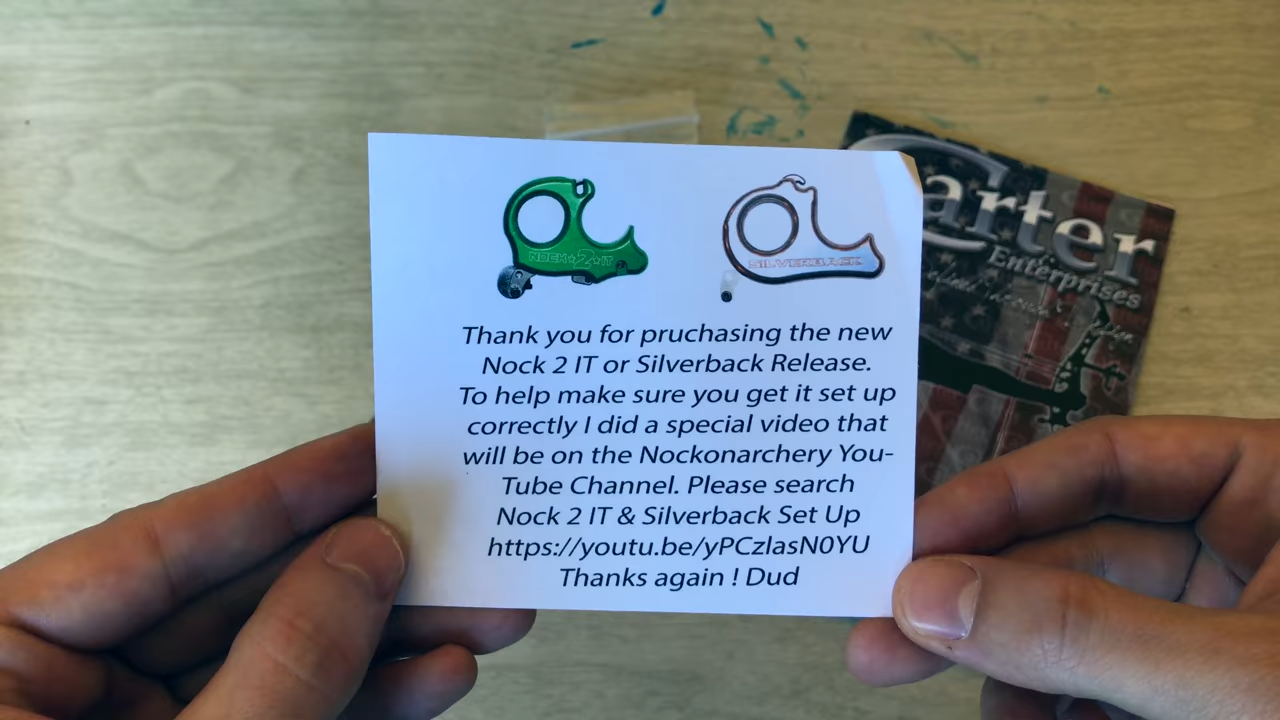 NOCK☆2☆IT
SILVERBACK
Thank you for pruchasing the new
Nock 2 IT or Silverback Release.
To help make sure you get it set up
correctly I did a special video that
will be on the Nockonarchery You-
Tube Channel. Please search
Nock 2 IT & Silverback Set Up
https://youtu.be/yPCzlasN0YU
Thanks again ! Dud
Carter
Enterprises